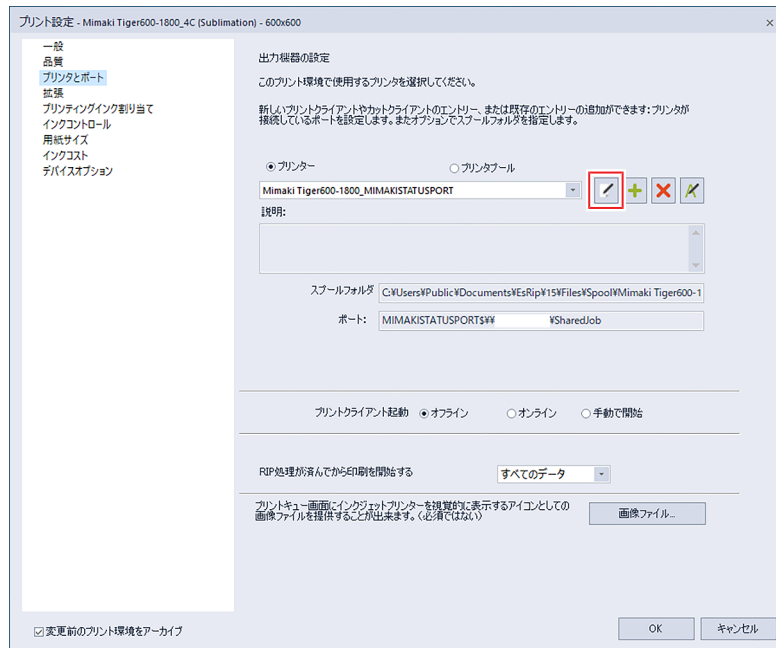 プリント設定 - Mimaki Tiger600-1800_4C (Sublimation) - 600x600
一般
品質
プリンタとポート
拡張
プリンティングインク割り当て
インクコントロール
用紙サイズ
インクコスト
デバイスオプション
出力機器の設定
このプリント環境で使用するプリンタを選択してください。
新しいプリントクライアントやカットクライアントのエントリー、または既存のエントリーの追加ができます:プリンタが
接続しているポートを設定します。またオプションでスプールフォルダを指定します。
プリンター
プリンタプール
Mimaki Tiger600-1800_MIMAKISTATUSPORT
説明:
スプールフォルダ C:¥Users¥Public¥Documents¥EsRip¥15¥Files¥Spool¥Mimaki Tiger600-1
ポート: MIMAKISTATUSPORT$¥¥ ¥SharedJob
プリントクライアント起動 オフライン オンライン 手動で開始
RIP処理が済んでから印刷を開始する すべてのデータ
プリントキュー画面にインクジェットプリンターを視覚的に表示するアイコンとしての
画像ファイルを提供することが出来ます。(必須ではない)
画像ファイル...
変更前のプリント環境をアーカイブ
OK キャンセル